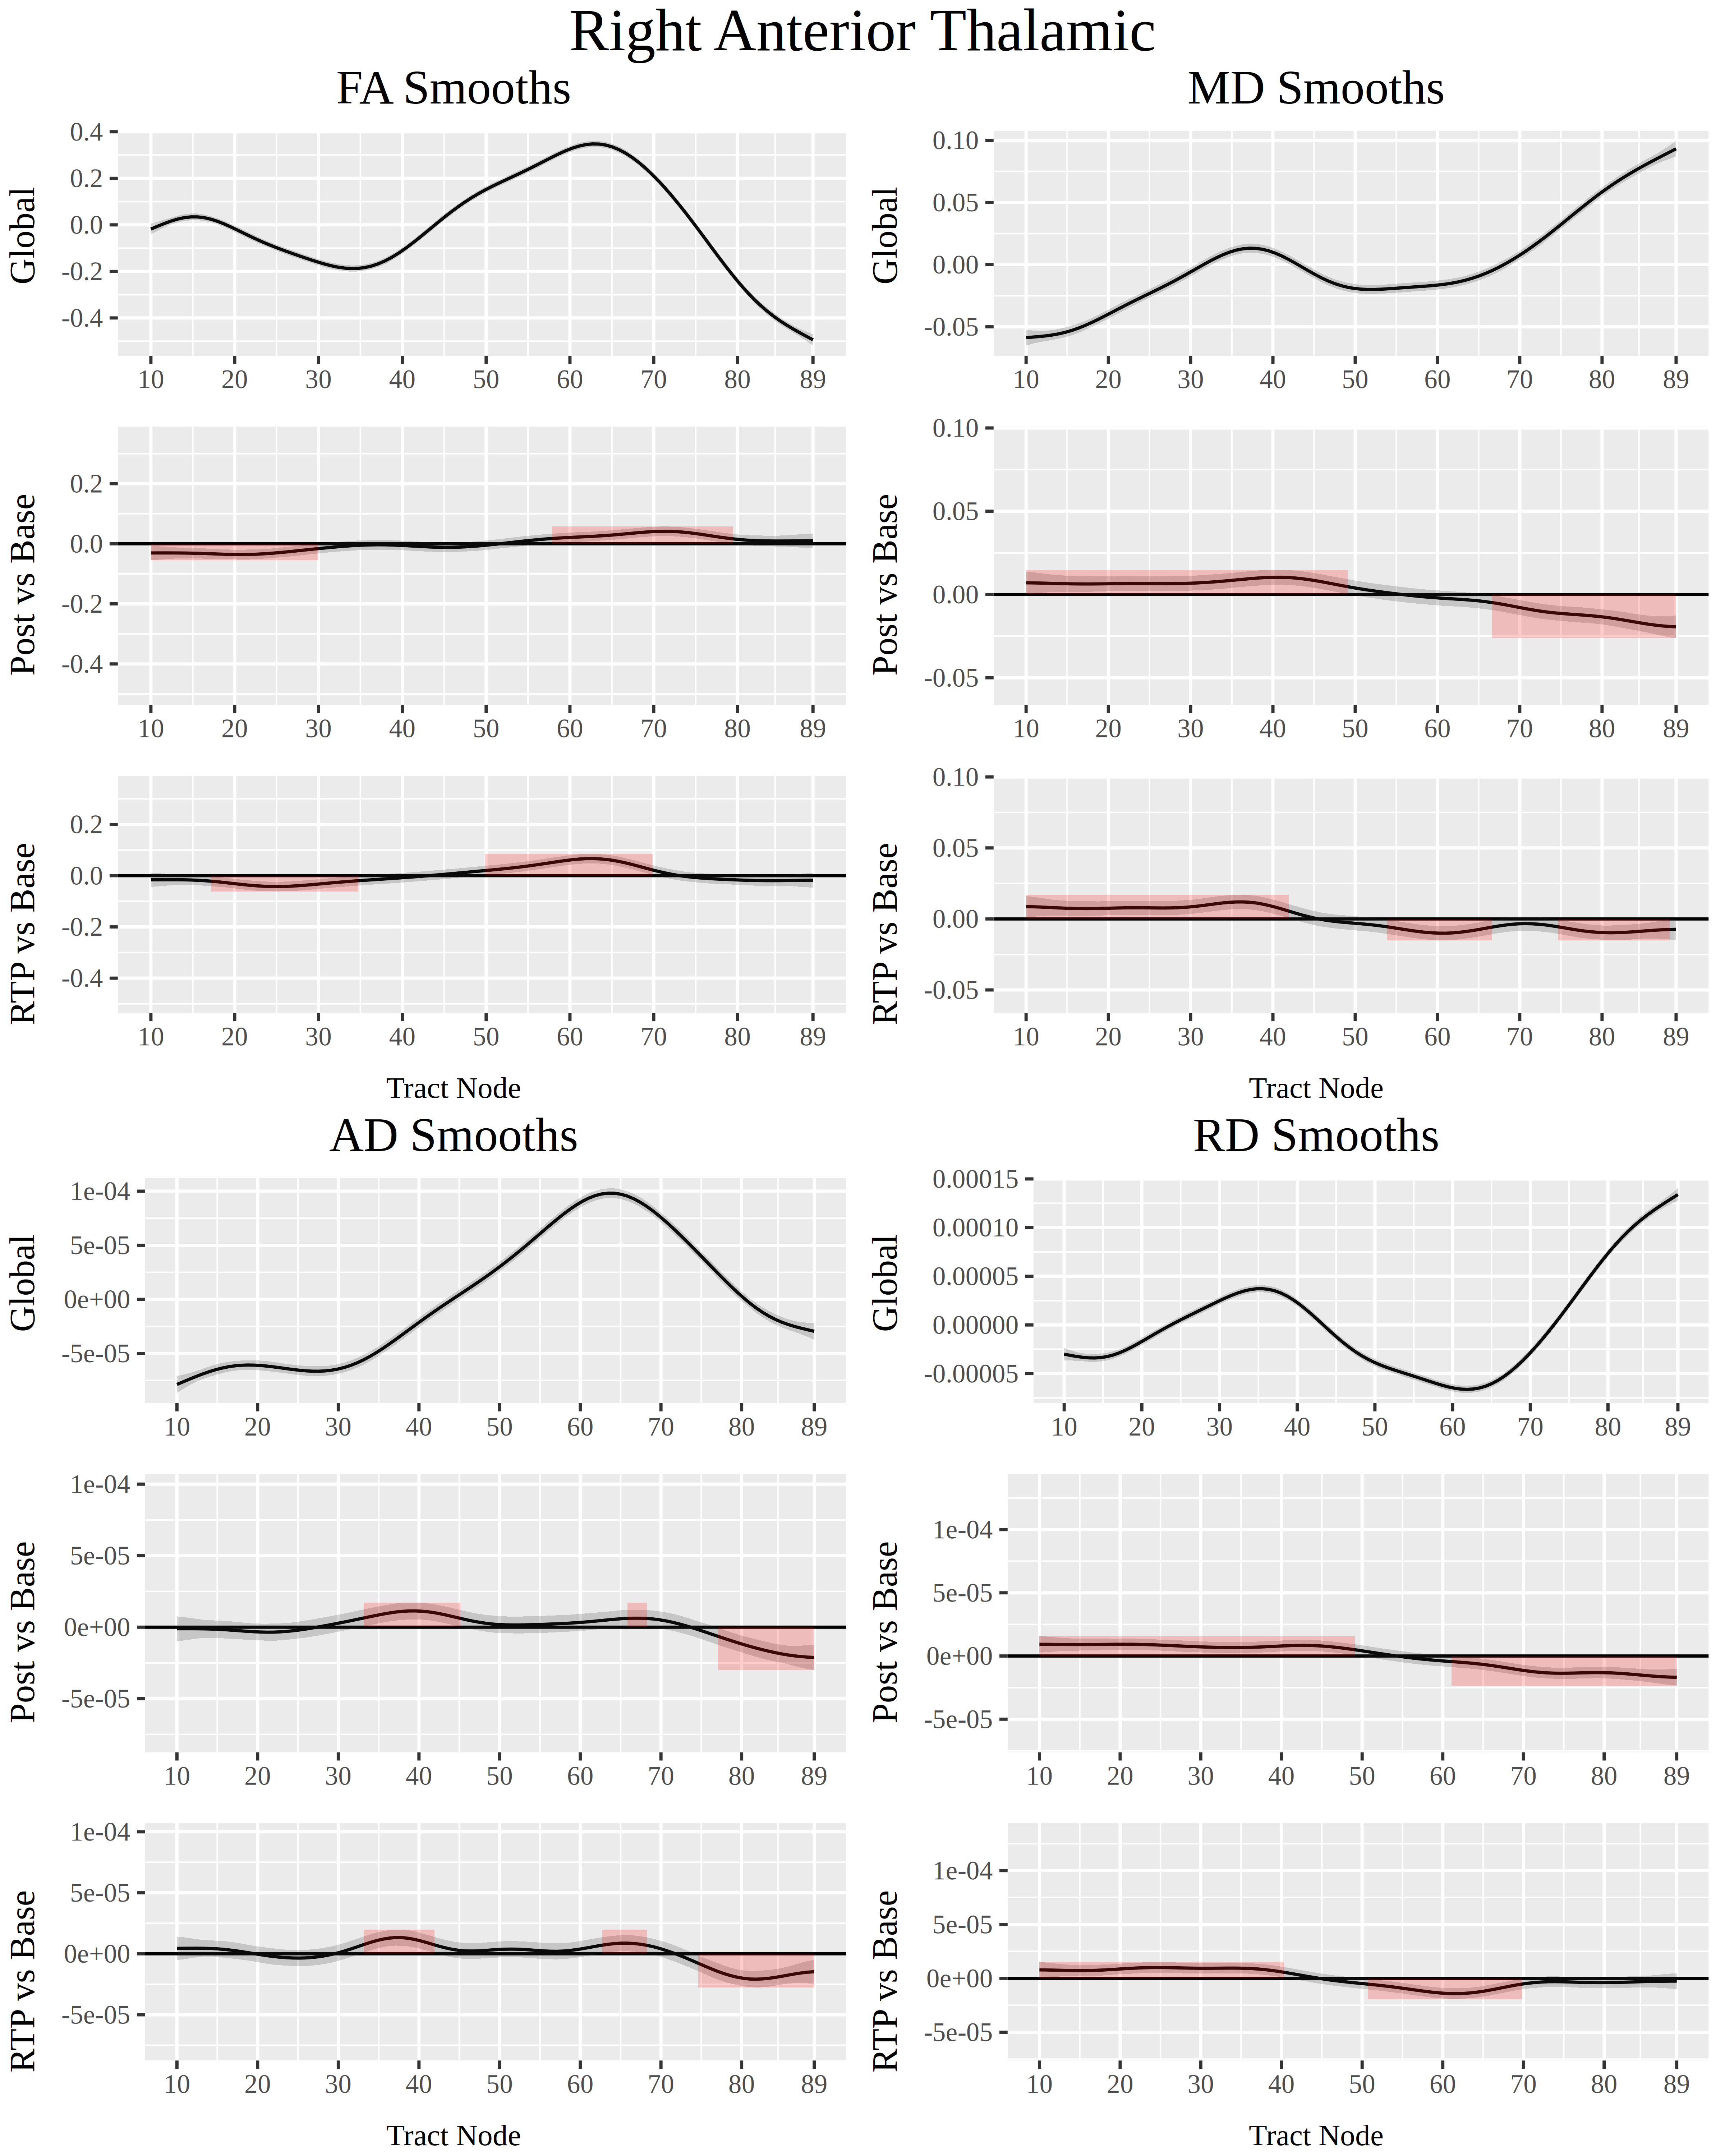 Right Anterior Thalamic
FA Smooths
Global
0.4
0.2
0.0
-0.2
-0.4
10 20 30 40 50 60 70 80 89
Post vs Base
0.2
0.0
-0.2
-0.4
10 20 30 40 50 60 70 80 89
RTP vs Base
0.2
0.0
-0.2
-0.4
10 20 30 40 50 60 70 80 89
Tract Node
MD Smooths
Global
0.10
0.05
0.00
-0.05
10 20 30 40 50 60 70 80 89
Post vs Base
0.10
0.05
0.00
-0.05
10 20 30 40 50 60 70 80 89
RTP vs Base
0.10
0.05
0.00
-0.05
10 20 30 40 50 60 70 80 89
Tract Node
AD Smooths
Global
1e-04
5e-05
0e+00
-5e-05
10 20 30 40 50 60 70 80 89
Post vs Base
1e-04
5e-05
0e+00
-5e-05
10 20 30 40 50 60 70 80 89
RTP vs Base
1e-04
5e-05
0e+00
-5e-05
10 20 30 40 50 60 70 80 89
Tract Node
RD Smooths
Global
0.00015
0.00010
0.00005
0.00000
-0.00005
10 20 30 40 50 60 70 80 89
Post vs Base
1e-04
5e-05
0e+00
-5e-05
10 20 30 40 50 60 70 80 89
RTP vs Base
1e-04
5e-05
0e+00
-5e-05
10 20 30 40 50 60 70 80 89
Tract Node